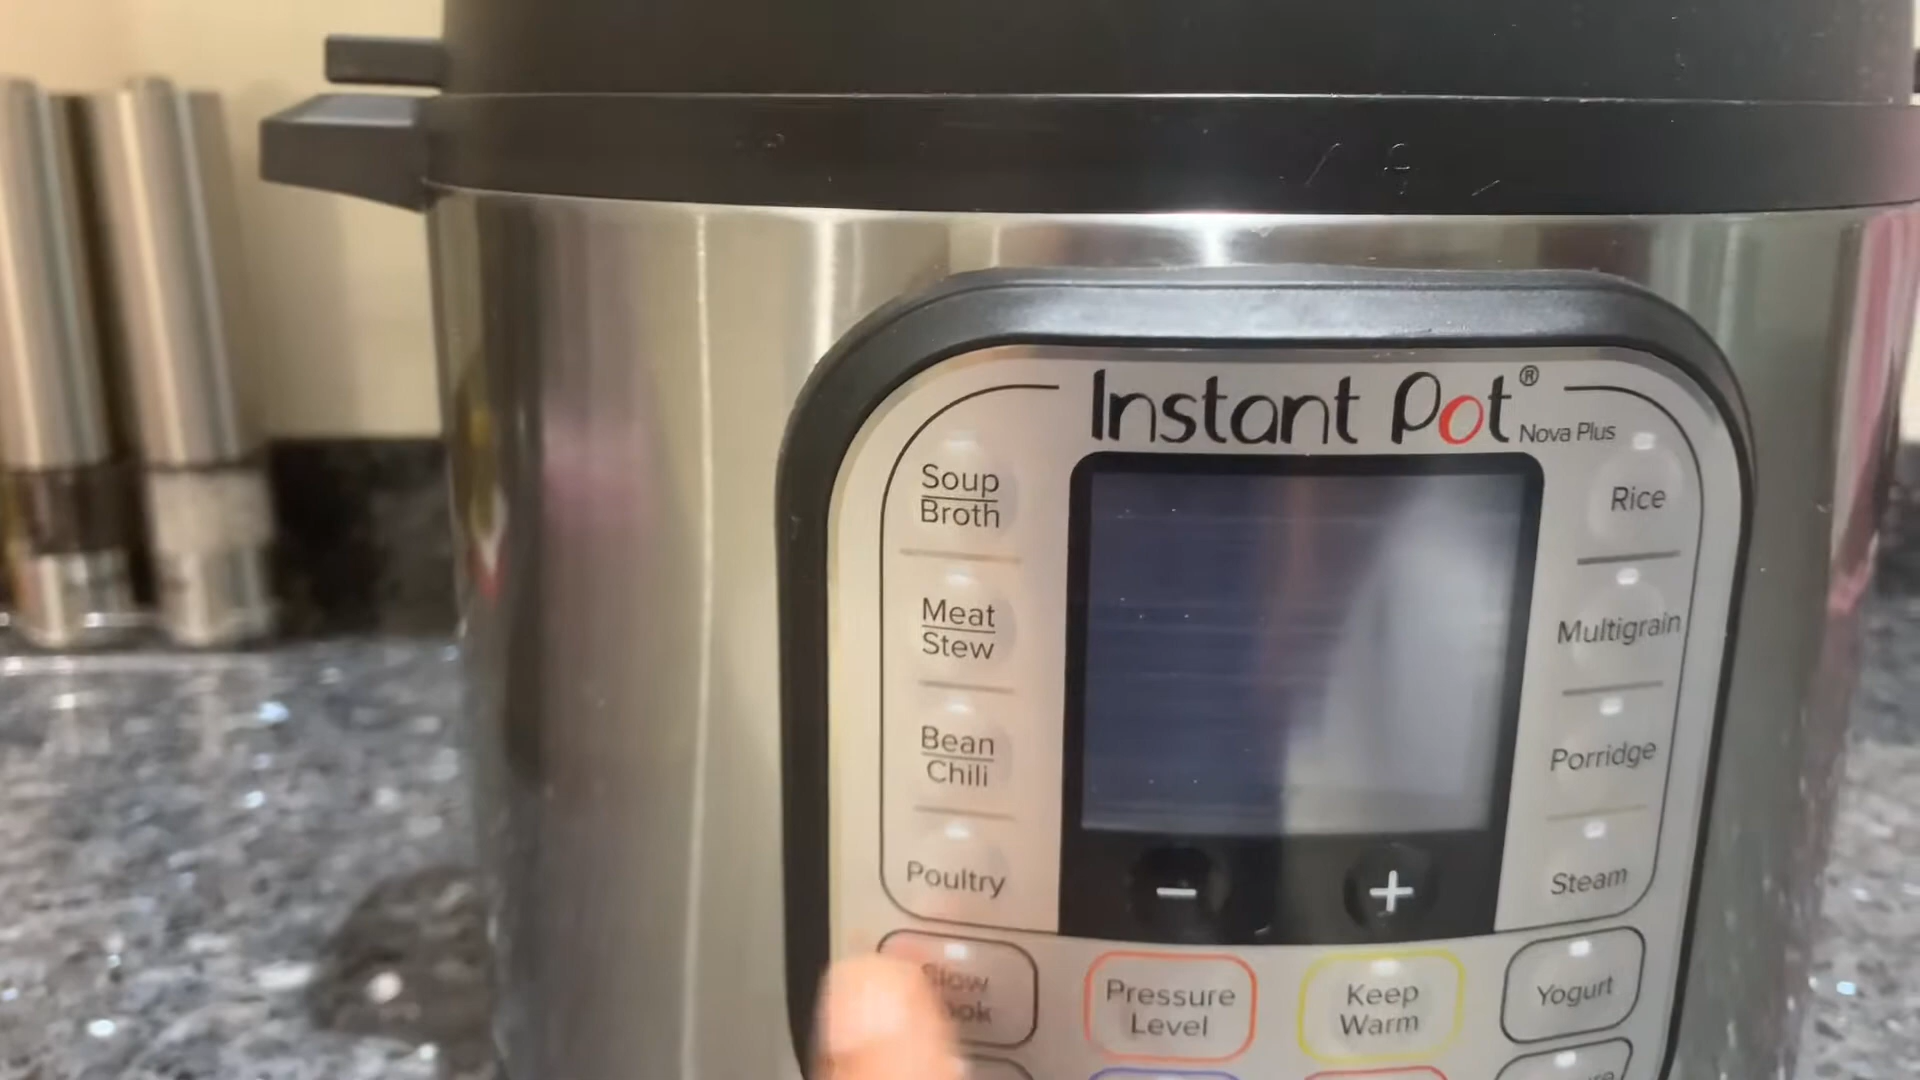 Instant Pot®
Nova Plus
Soup
Broth
Meat
Stew
Bean
Chili
Poultry
Rice
Multigrain
Porridge
Steam
−
+
Slow
Pressure
Level
Keep
Warm
Yogurt